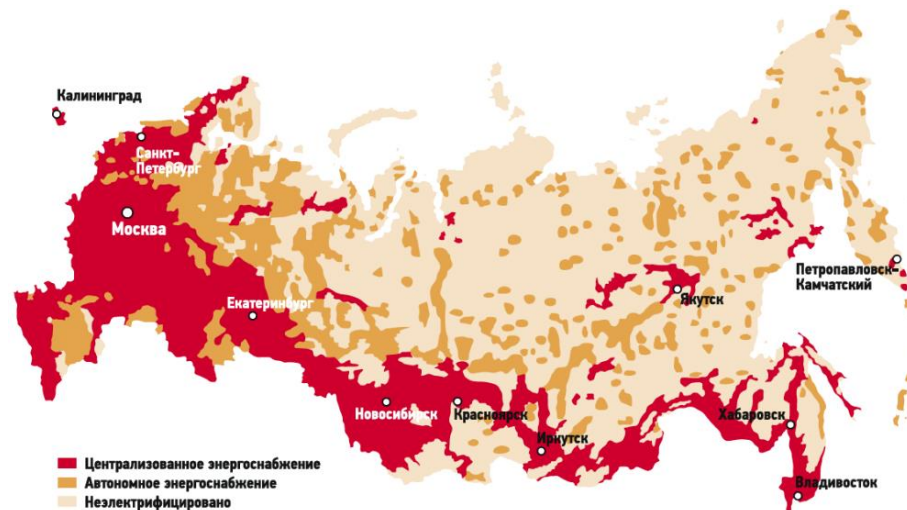 Калининград
Санкт-
Петербург
Москва
Екатеринбург
Новосибирск
Красноярск
Иркутск
Якутск
Петропавловск-
Камчатский
Хабаровск
Владивосток
Централизованное энергоснабжение
Автономное энергоснабжение
Неэлектрифицировано